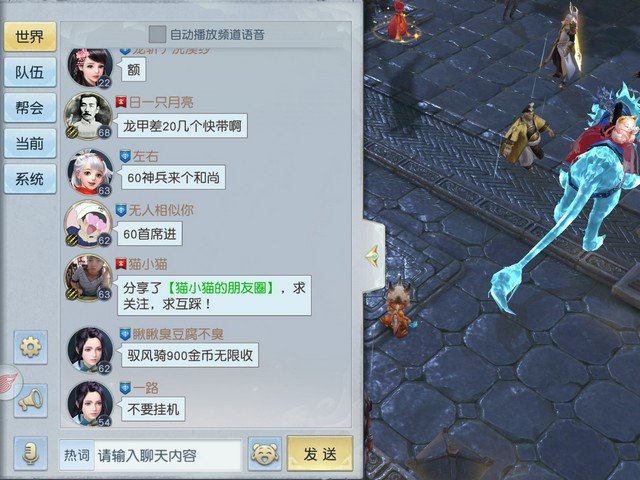 世界
自动播放频道语音
队伍
帮会
当前
系统
额
22
日一只月亮
龙甲差20几个快带啊
68
左右
60神兵来个和尚
63
无人相似你
60首席进
62
猫小猫
分享了【猫小猫的朋友圈】，求
关注，求互踩！
63
瞅瞅臭豆腐不臭
驭风骑900金币无限收
62
一路
不要挂机
54
热词
请输入聊天内容
发送